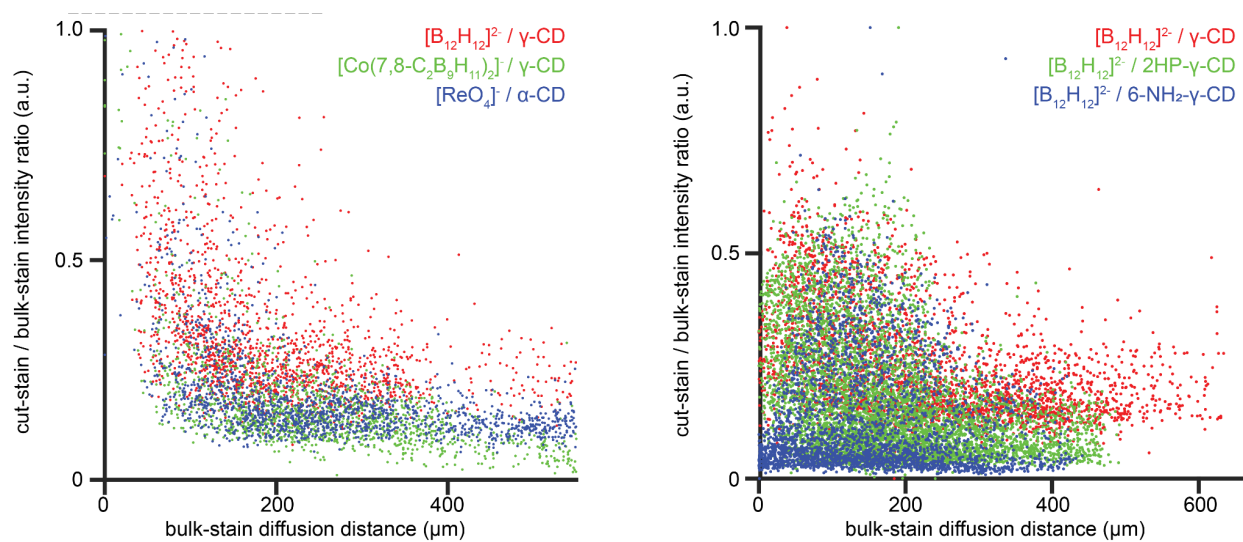 cut-stain / bulk-stain intensity ratio (a.u.)
1.0
0.5
0
[B₁₂H₁₂]²⁻ / γ-CD
[Co(7,8-C₂B₉H₁₁)₂]⁻ / γ-CD
[ReO₄]⁻ / α-CD
0 200 400
bulk-stain diffusion distance (μm)
cut-stain / bulk-stain intensity ratio (a.u.)
1.0
0.5
0
[B₁₂H₁₂]²⁻ / γ-CD
[B₁₂H₁₂]²⁻ / 2HP-γ-CD
[B₁₂H₁₂]²⁻ / 6-NH₂-γ-CD
0 200 400 600
bulk-stain diffusion distance (μm)